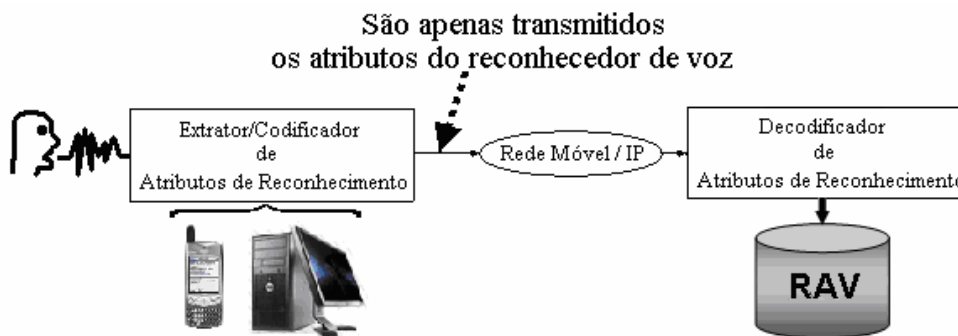 São apenas transmitidos
os atributos do reconhecedor de voz
Extrator/Codificador
de
Atributos de Reconhecimento
Rede Móvel / IP
Decodificador
de
Atributos de Reconhecimento
RAV